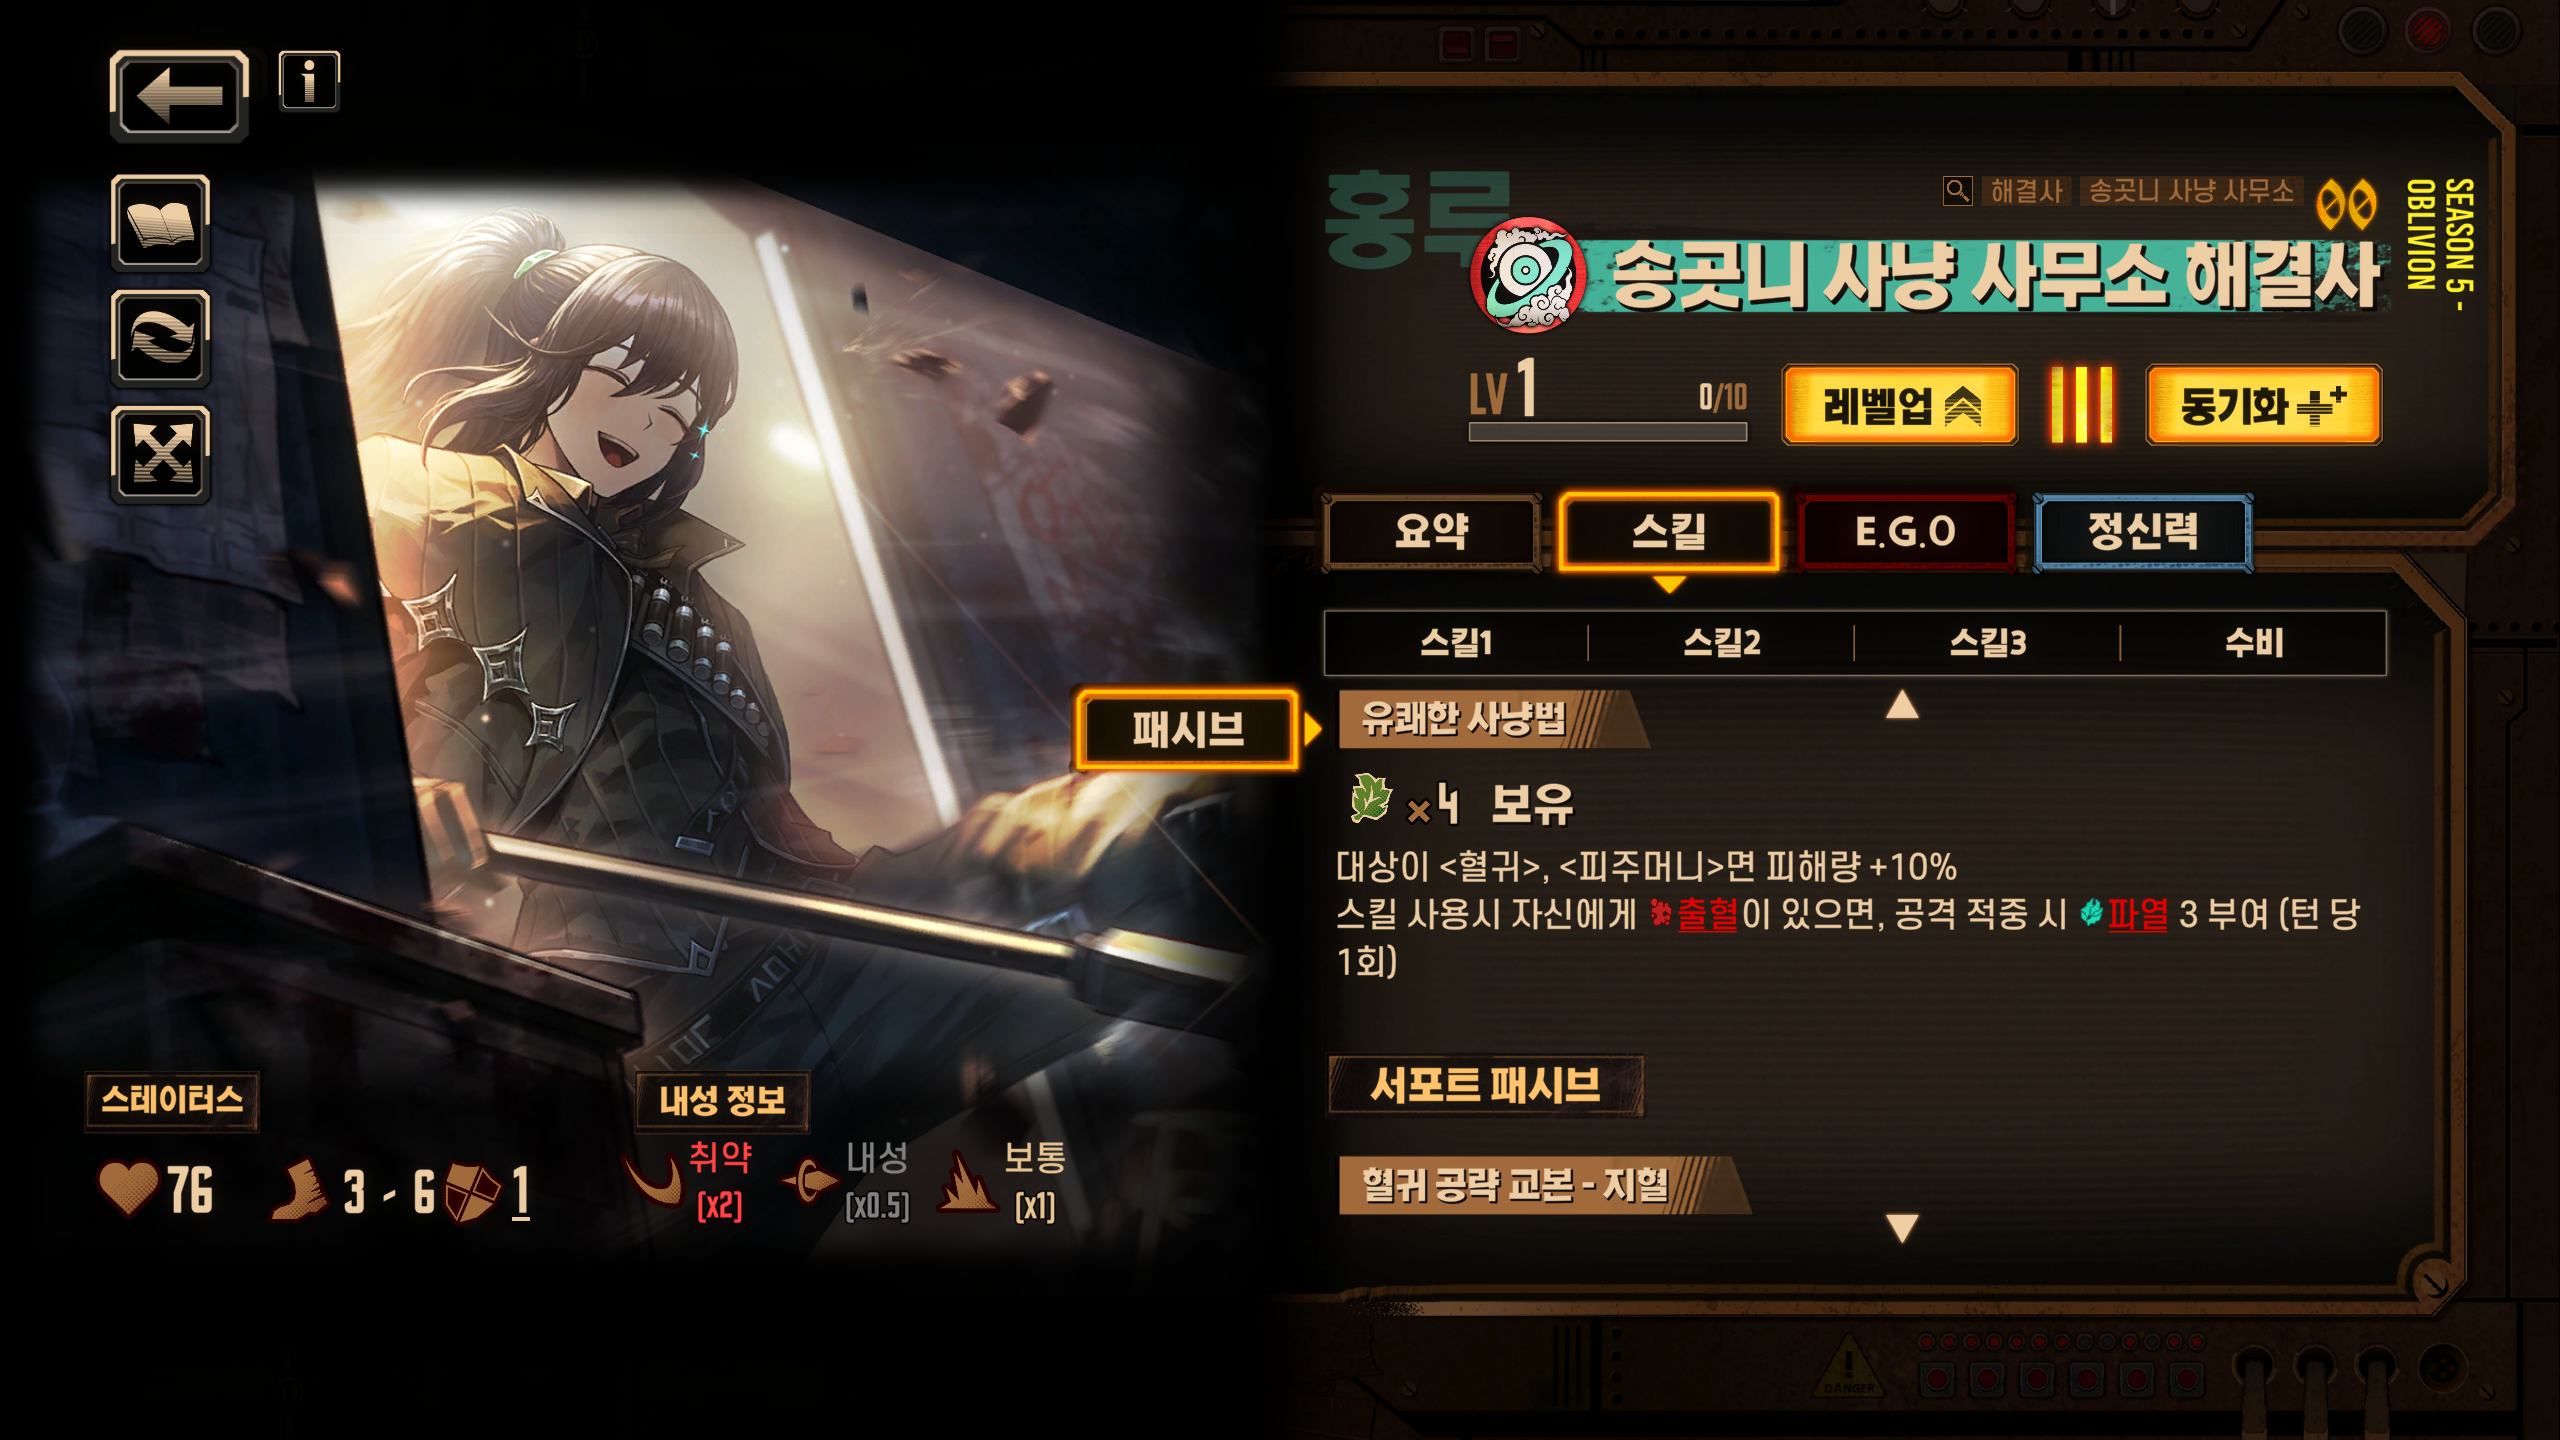 홍루
해결사 송곳니 사냥 사무소
송곳니 사냥 사무소 해결사
SEASON 5 -
OBLIVION
LV 1
0/10
레벨업
동기화
요약
스킬
E.G.O
정신력
스킬1
스킬2
스킬3
수비
패시브
유쾌한 사냥법
×4 보유
대상이 <혈귀>, <피주머니>면 피해량 +10%
스킬 사용시 자신에게 출혈이 있으면, 공격 적중 시 파열 3 부여 (턴 당
1회)
서포트 패시브
혈귀 공략 교본 - 지혈
스테이터스
76
3 - 6
1
내성 정보
취약
[x2]
내성
[x0.5]
보통
[x1]
DANGER